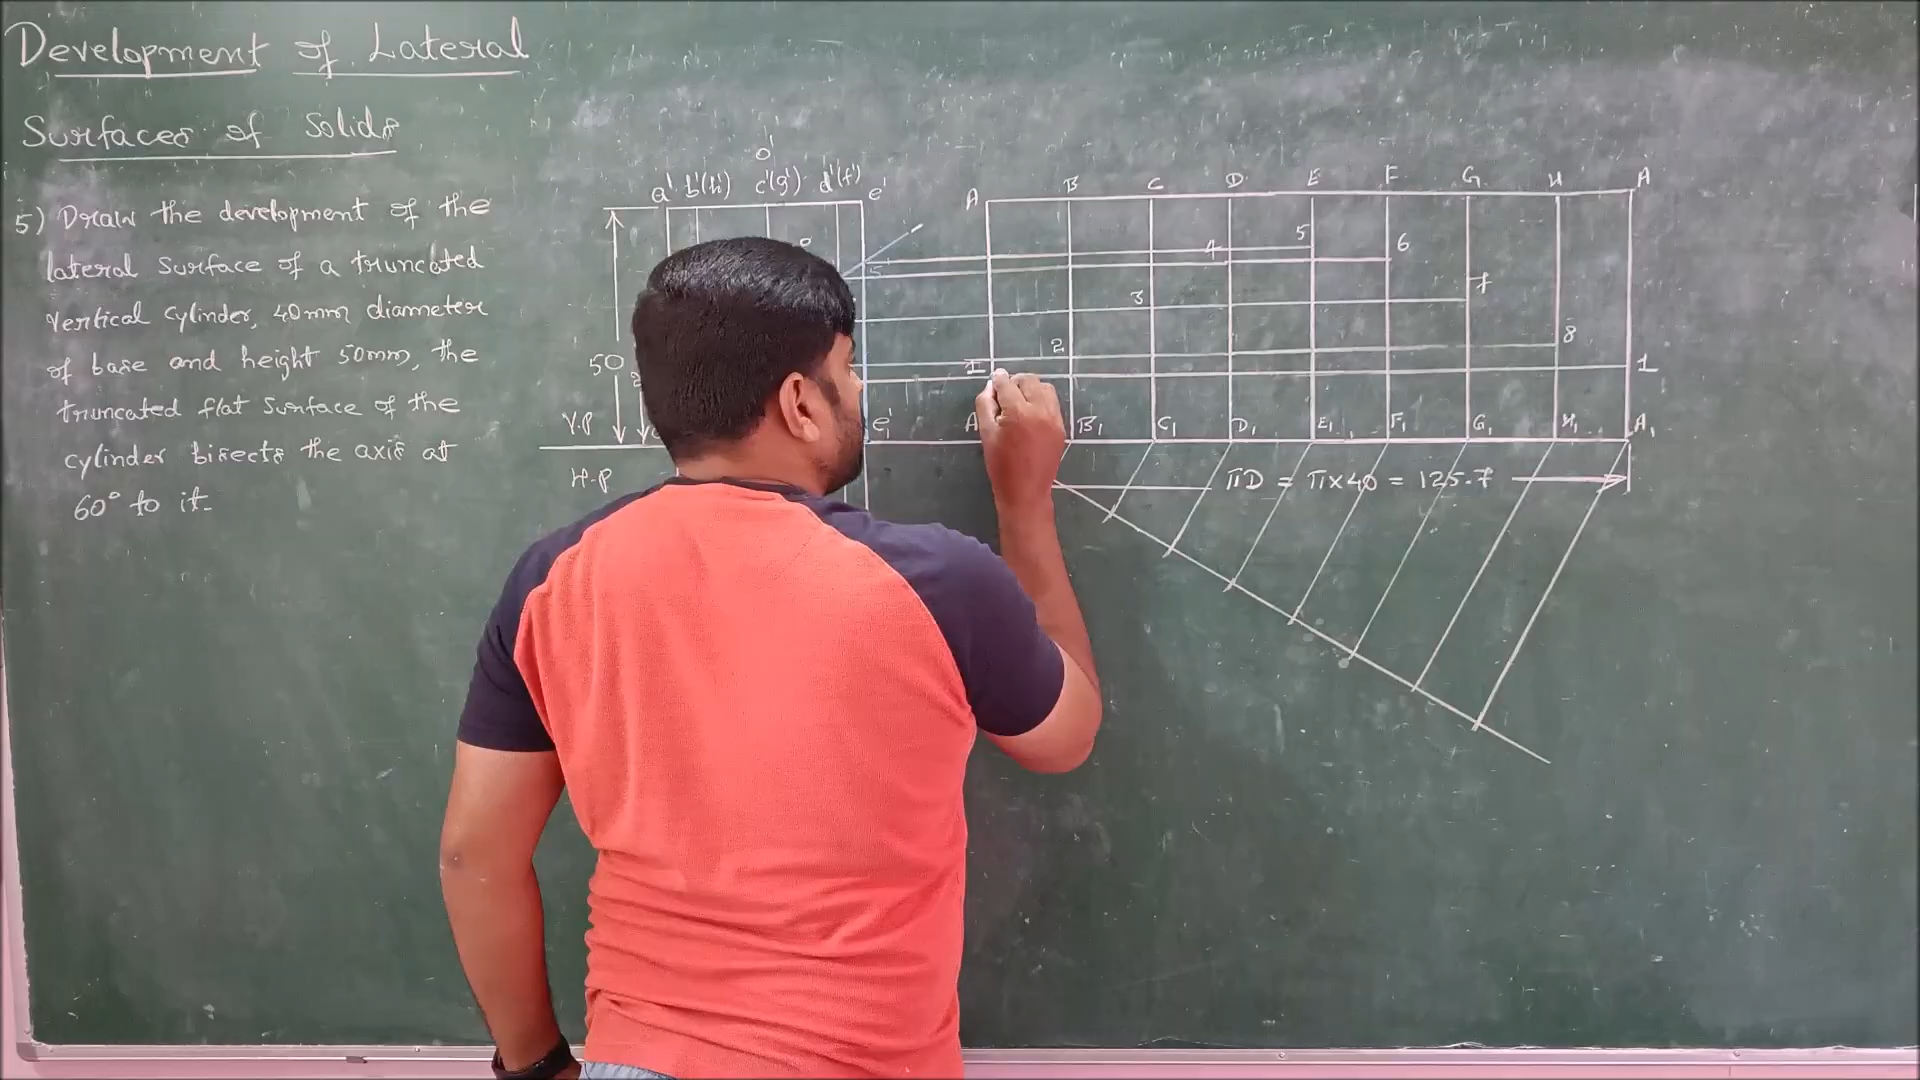 Development of Lateral
Surfaces of Solids
5) Draw the development of the
lateral surface of a truncated
vertical cylinder, 40mm diameter
of base and height 50mm, the
truncated flat surface of the
cylinder bisects the axis at
60° to it.
o'
a' b'(h') c'(g') d'(f') e'
50
V.P
H.P
5'
e₁'
A B C D E F G H A
1 2 3 4 5 6 7 8 1
A B₁ C₁ D₁ E₁ F₁ G₁ H₁ A₁
πD = π×40 = 125.7